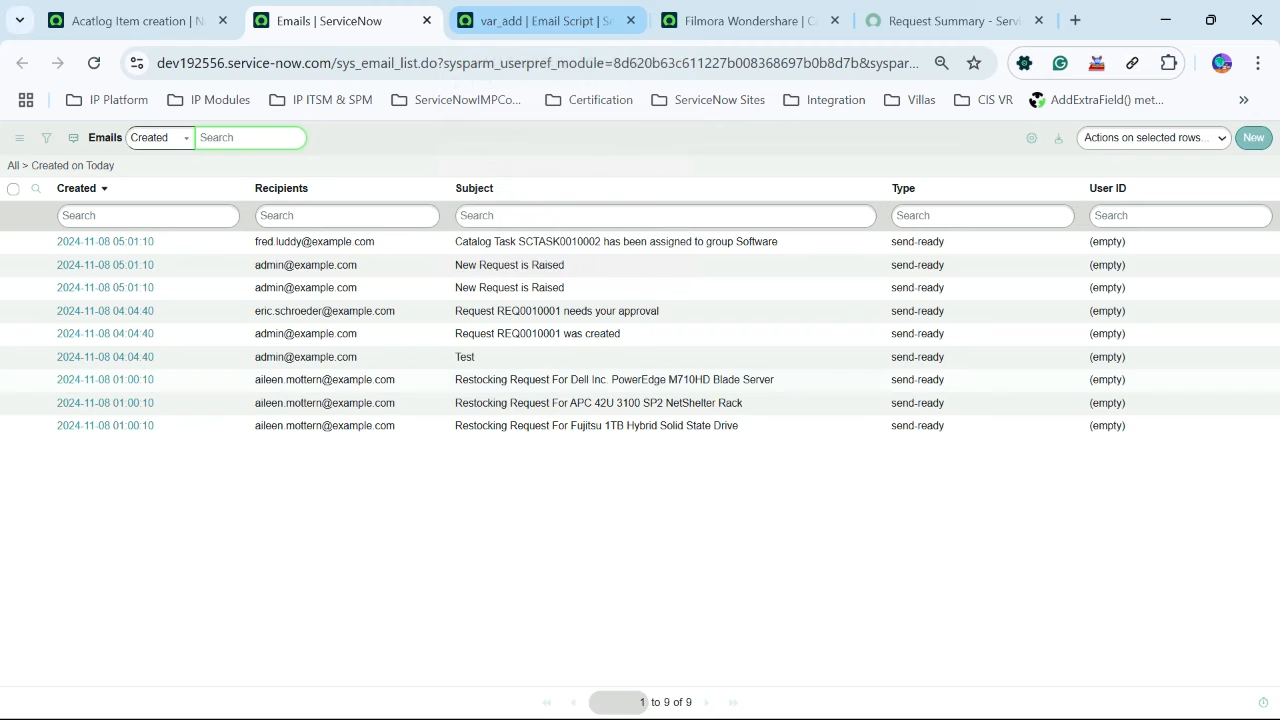 Acatlog Item creation | N
Emails | ServiceNow
var_add | Email Script | S
Filmora Wondershare | C
Request Summary - Servi
dev192556.service-now.com/sys_email_list.do?sysparm_userpref_module=8d620b63c611227b008368697b0b8d7b&syspar...
IP Platform
IP Modules
IP ITSM & SPM
ServiceNowIMPCo...
Certification
ServiceNow Sites
Integration
Villas
CIS VR
AddExtraField() met...
Emails Created Search
Actions on selected rows... New
All > Created on Today
Created Recipients Subject Type User ID
Search Search Search Search Search
2024-11-08 05:01:10 fred.luddy@example.com Catalog Task SCTASK0010002 has been assigned to group Software send-ready (empty)
2024-11-08 05:01:10 admin@example.com New Request is Raised send-ready (empty)
2024-11-08 05:01:10 admin@example.com New Request is Raised send-ready (empty)
2024-11-08 04:04:40 eric.schroeder@example.com Request REQ0010001 needs your approval send-ready (empty)
2024-11-08 04:04:40 admin@example.com Request REQ0010001 was created send-ready (empty)
2024-11-08 04:04:40 admin@example.com Test send-ready (empty)
2024-11-08 01:00:10 aileen.mottern@example.com Restocking Request For Dell Inc. PowerEdge M710HD Blade Server send-ready (empty)
2024-11-08 01:00:10 aileen.mottern@example.com Restocking Request For APC 42U 3100 SP2 NetShelter Rack send-ready (empty)
2024-11-08 01:00:10 aileen.mottern@example.com Restocking Request For Fujitsu 1TB Hybrid Solid State Drive send-ready (empty)
1 to 9 of 9